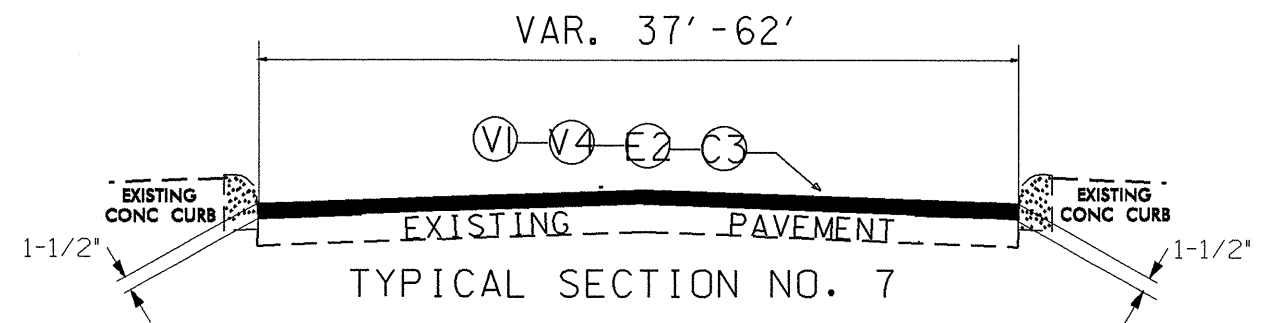 VAR. 37'-62'
V1 V4 E2 C3
EXISTING
CONC CURB
EXISTING
CONC CURB
EXISTING PAVEMENT
1-1/2"
1-1/2"
TYPICAL SECTION NO. 7